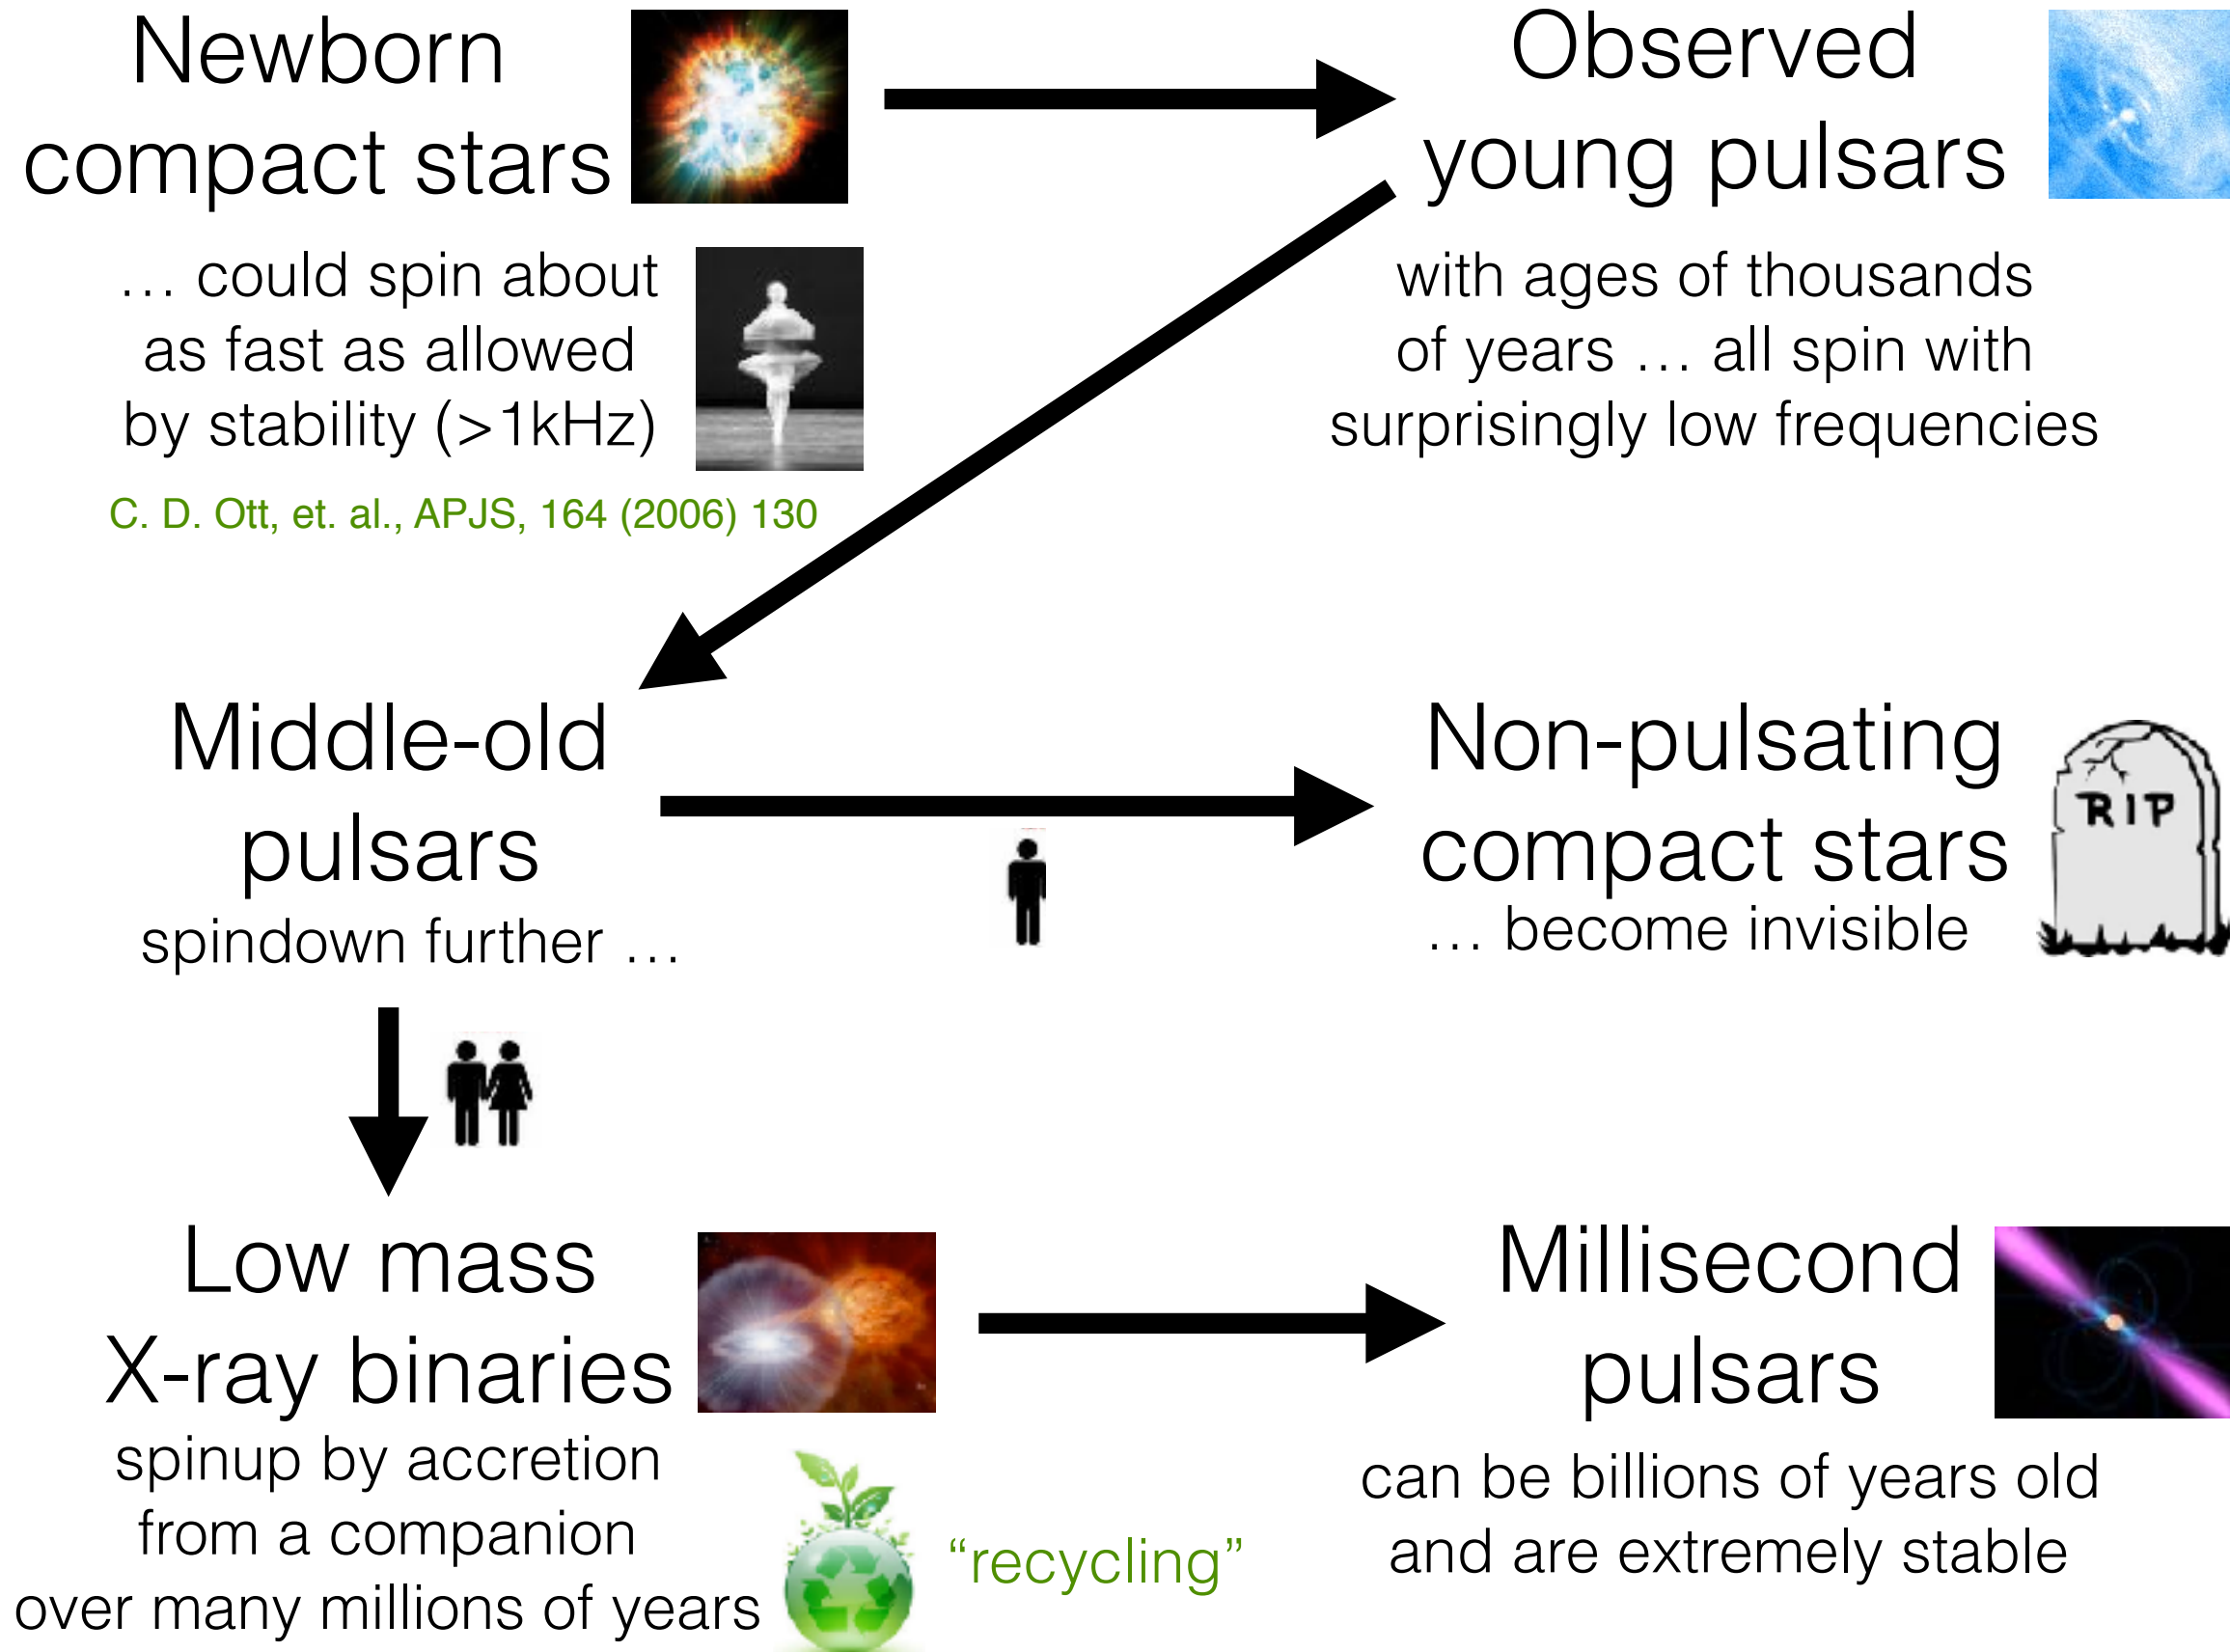 Newborn
compact stars
… could spin about
as fast as allowed
by stability (>1kHz)
C. D. Ott, et. al., APJS, 164 (2006) 130
Observed
young pulsars
with ages of thousands
of years … all spin with
surprisingly low frequencies
Middle-old
pulsars
spindown further …
Non-pulsating
compact stars
… become invisible
RIP
Low mass
X-ray binaries
spinup by accretion
from a companion
over many millions of years
“recycling”
Millisecond
pulsars
can be billions of years old
and are extremely stable